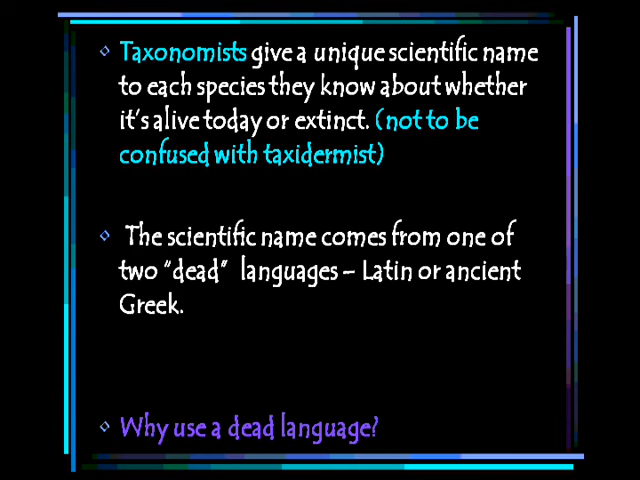 Taxonomists give a unique scientific name
to each species they know about whether
it's alive today or extinct. (not to be
confused with taxidermist)
The scientific name comes from one of
two "dead" languages – Latin or ancient
Greek.
Why use a dead language?